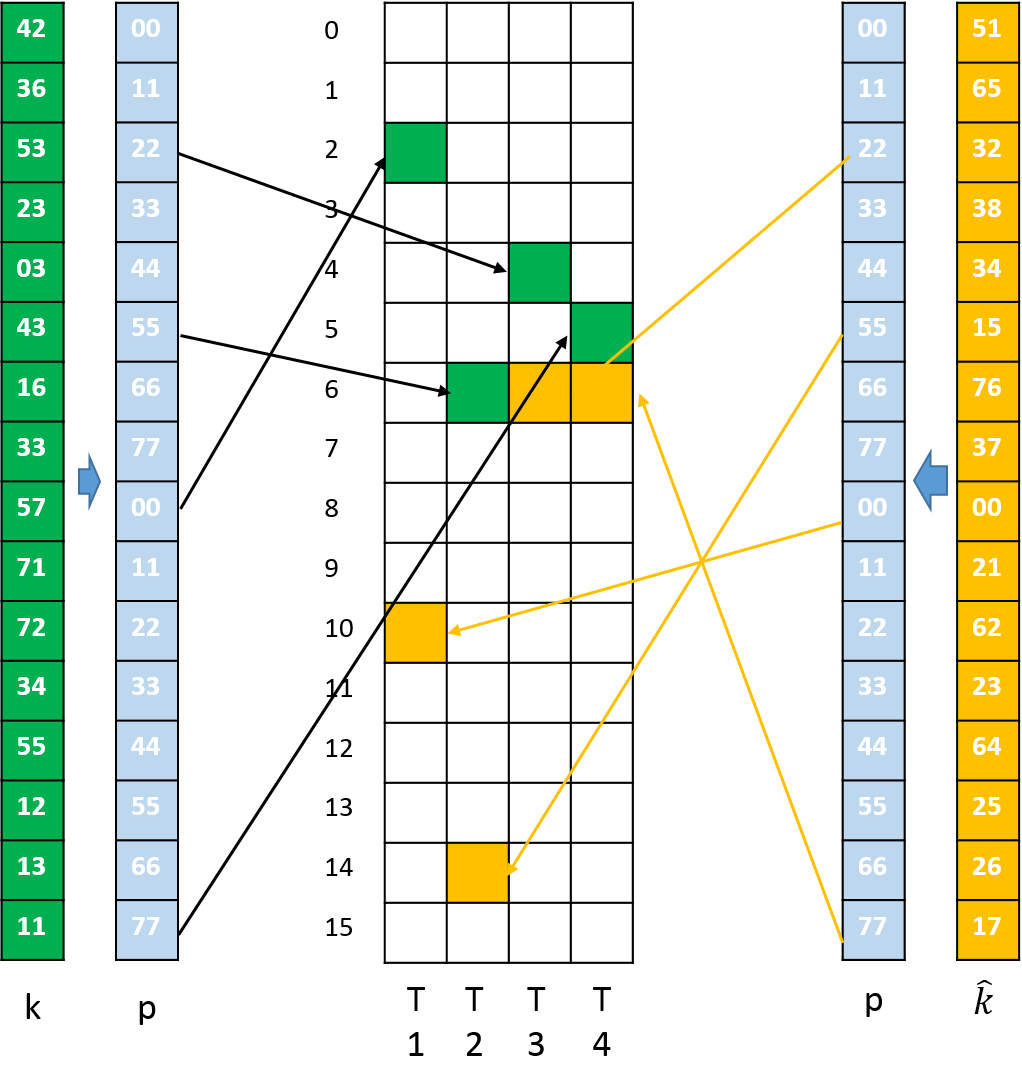 42 00 0 00 51
36 11 1 11 65
53 22 2 22 32
23 33 3 33 38
03 44 4 44 34
43 55 5 55 15
16 66 6 66 76
33 77 7 77 37
57 00 8 00 00
71 11 9 11 21
72 22 10 22 62
34 33 11 33 23
55 44 12 44 64
12 55 13 55 25
13 66 14 66 26
11 77 15 77 17
k p T T T T p k̂
1 2 3 4